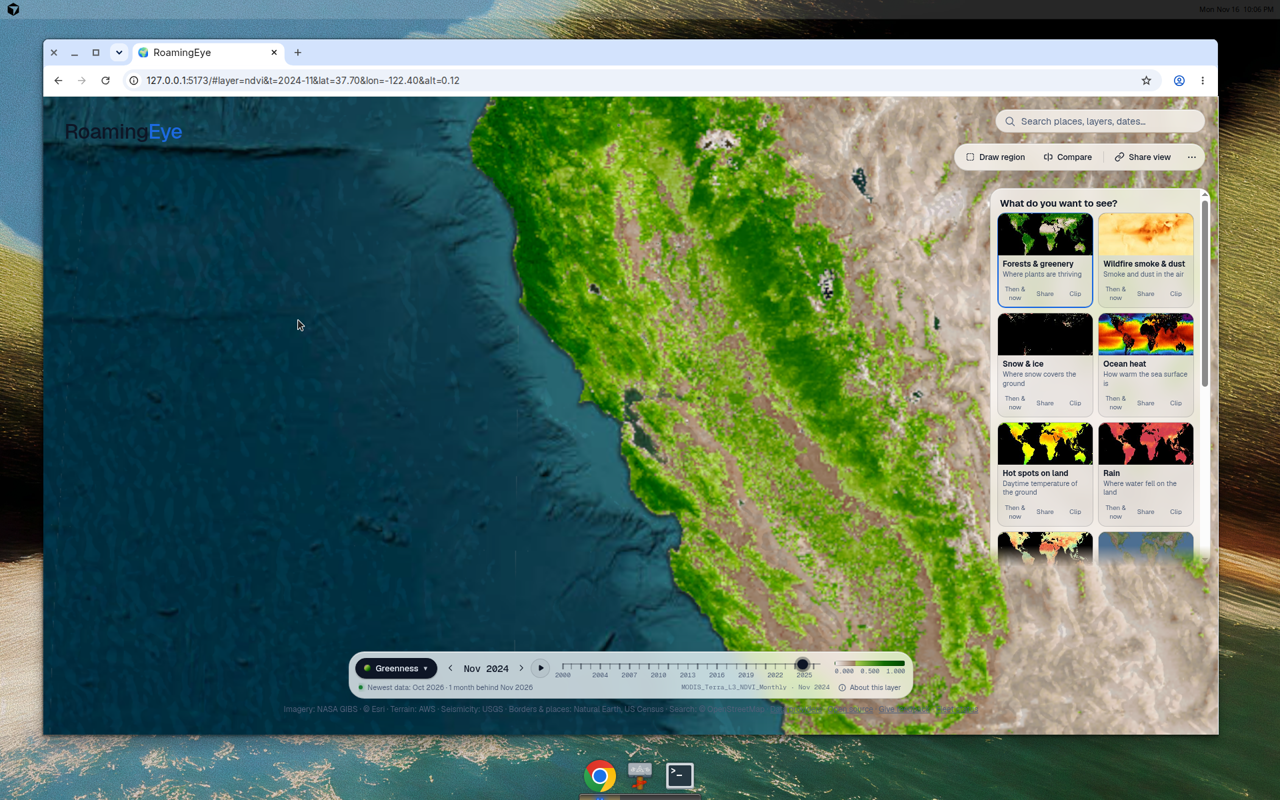 Mon Nov 16 10:06 PM
RoamingEye
127.0.0.1:5173/#layer=ndvi&t=2024-11&lat=37.70&lon=-122.40&alt=0.12
RoamingEye
Search places, layers, dates...
Draw region Compare Share view
What do you want to see?
Forests & greenery
Where plants are thriving
Then & now Share Clip
Wildfire smoke & dust
Smoke and dust in the air
Then & now Share Clip
Snow & ice
Where snow covers the ground
Then & now Share Clip
Ocean heat
How warm the sea surface is
Then & now Share Clip
Hot spots on land
Daytime temperature of the ground
Then & now Share Clip
Rain
Where water fell on the land
Then & now Share Clip
Greenness Nov 2024
2000 2004 2007 2010 2013 2016 2019 2022 2025
0.000 0.500 1.000
Newest data: Oct 2026 · 1 month behind Nov 2026
MODIS_Terra_L3_NDVI_Monthly · Nov 2024 About this layer
Imagery: NASA GIBS · © Esri · Terrain: AWS · Seismicity: USGS · Borders & places: Natural Earth, US Census · Search: © OpenStreetMap